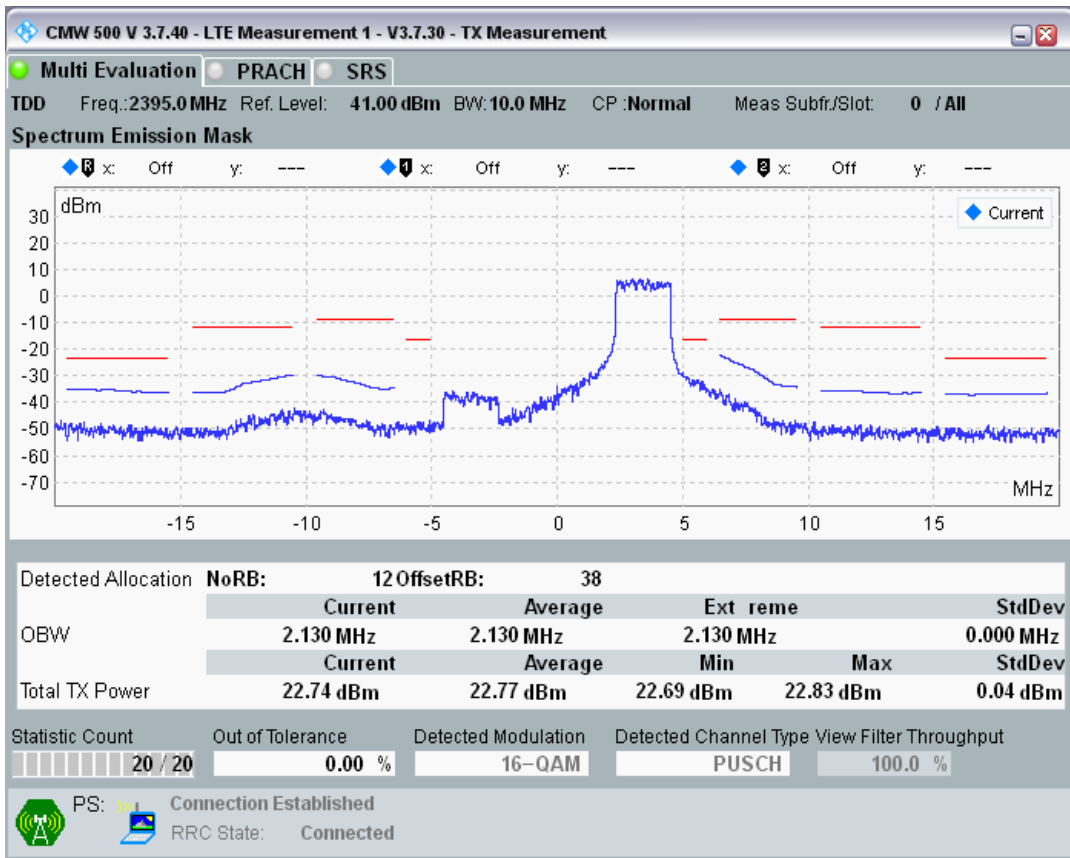 CMW 500 V 3.7.40 - LTE Measurement 1 - V3.7.30 - TX Measurement
Multi Evaluation PRACH SRS
TDD Freq.:2395.0 MHz Ref. Level: 41.00 dBm BW:10.0 MHz CP :Normal Meas Subfr./Slot: 0 / All
Spectrum Emission Mask
R x: Off y: --- 1 x: Off y: --- 2 x: Off y: ---
dBm
Current
30
20
10
0
-10
-20
-30
-40
-50
-60
-70
MHz
-15 -10 -5 0 5 10 15
Detected Allocation NoRB: 12 OffsetRB: 38
Current Average Ext reme StdDev
OBW 2.130 MHz 2.130 MHz 2.130 MHz 0.000 MHz
Current Average Min Max StdDev
Total TX Power 22.74 dBm 22.77 dBm 22.69 dBm 22.83 dBm 0.04 dBm
Statistic Count Out of Tolerance Detected Modulation Detected Channel Type View Filter Throughput
20 / 20 0.00 % 16-QAM PUSCH 100.0 %
PS: Connection Established
RRC State: Connected